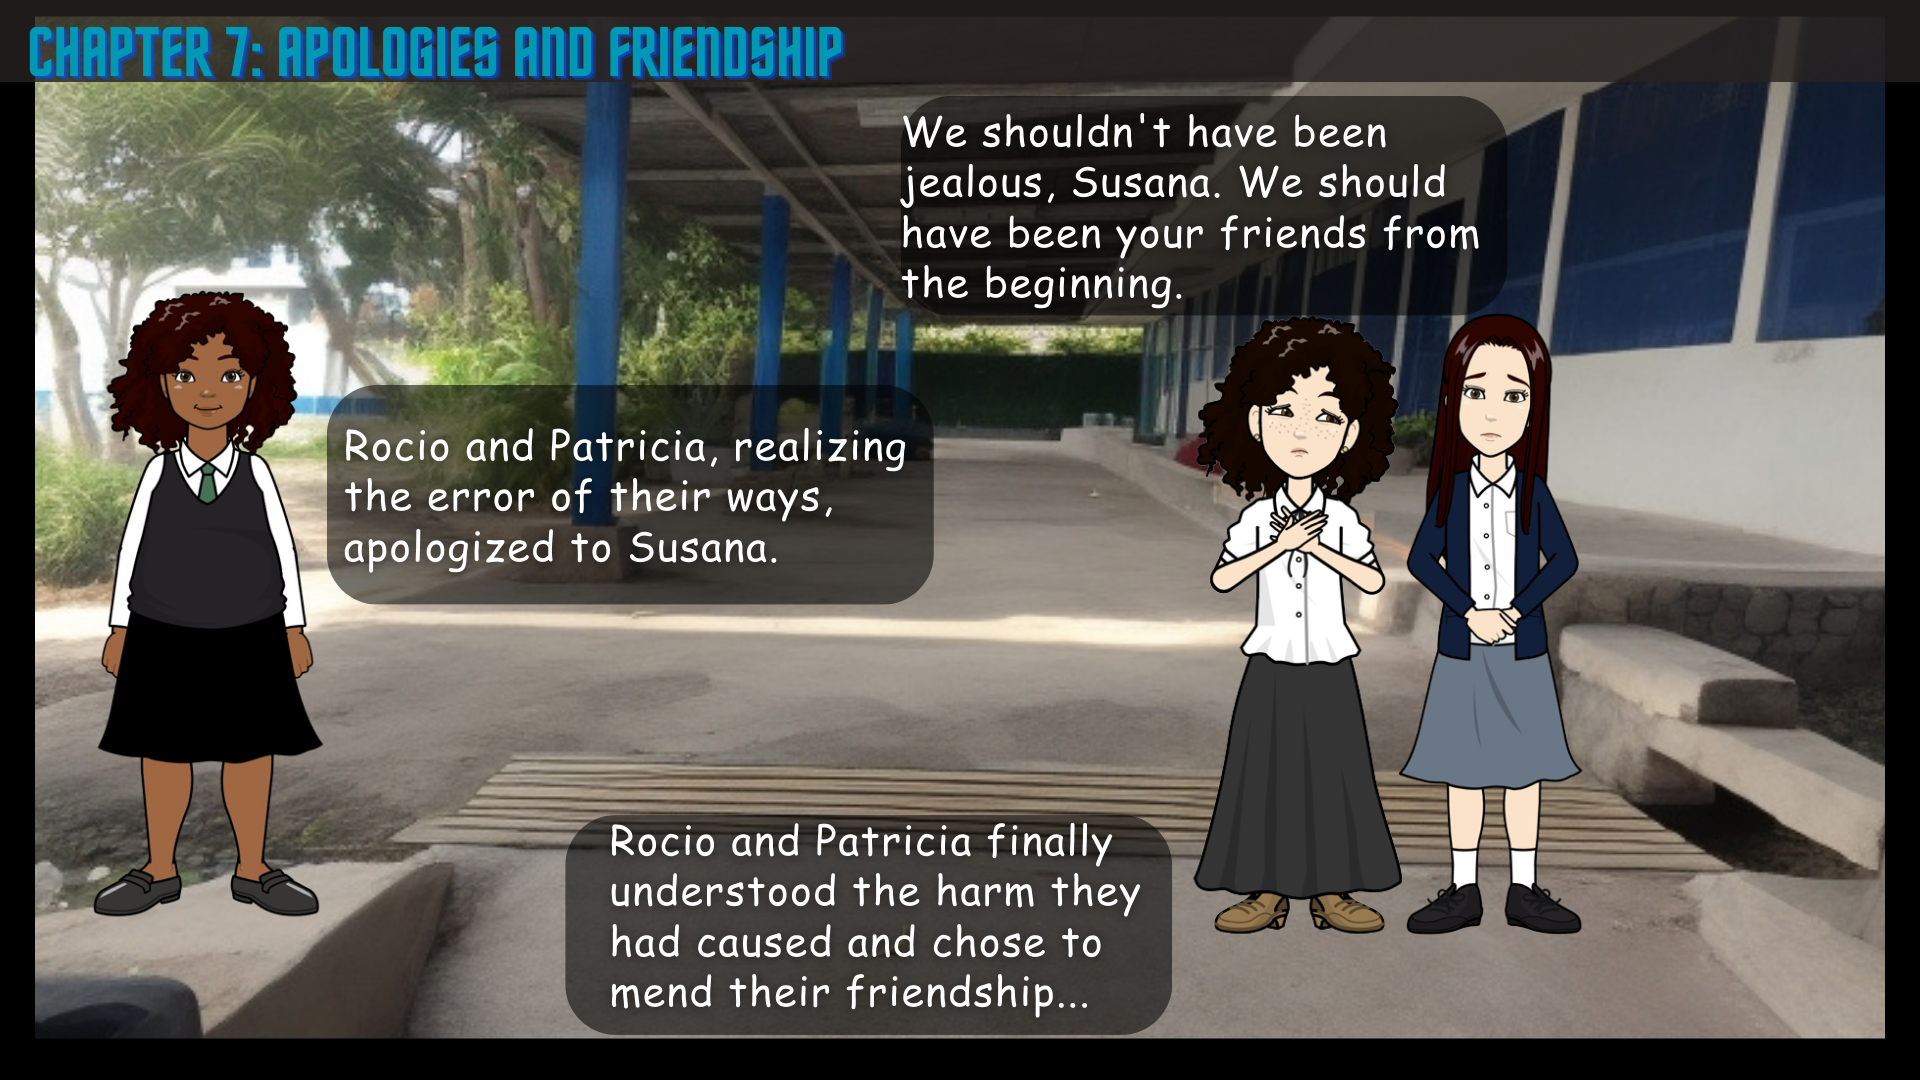 CHAPTER 7: APOLOGIES AND FRIENDSHIP
We shouldn't have been
jealous, Susana. We should
have been your friends from
the beginning.
Rocio and Patricia, realizing
the error of their ways,
apologized to Susana.
Rocio and Patricia finally
understood the harm they
had caused and chose to
mend their friendship...